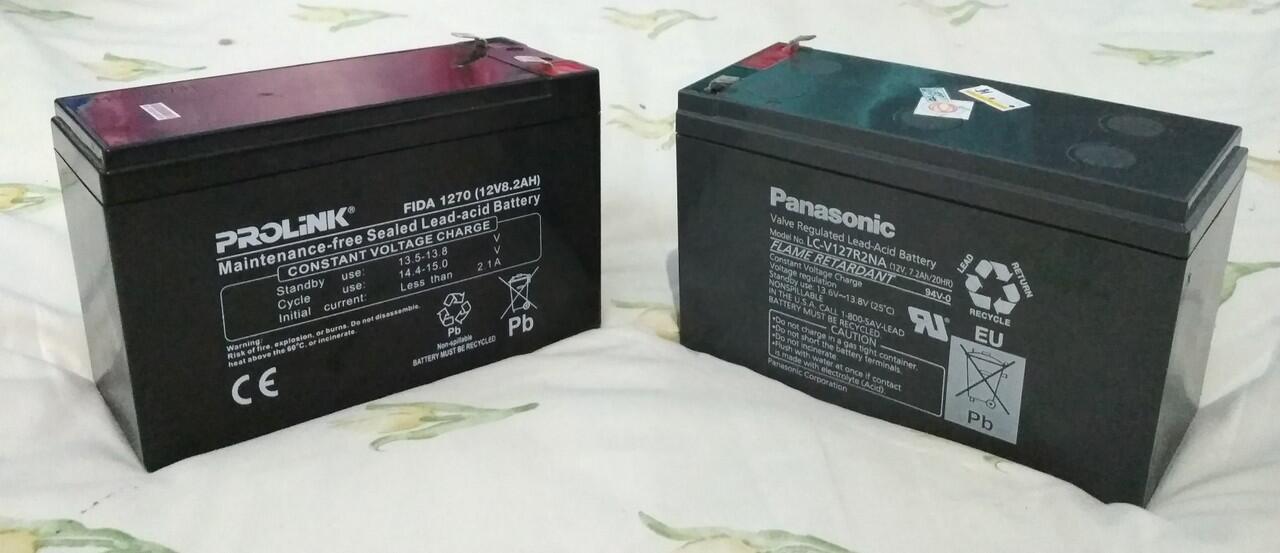 PROLiNK®
FIDA 1270 (12V8.2AH)
Maintenance-free Sealed Lead-acid Battery
CONSTANT VOLTAGE CHARGE
Standby use: 13.5-13.8 V
Cycle use: 14.4-15.0 V
Initial current: Less than 2.1A
Warning:
Risk of fire, explosion, or burns. Do not disassemble,
heat above the 60°C, or incinerate.
CE
Pb
Non-spillable
BATTERY MUST BE RECYCLED
Pb
Panasonic
Valve Regulated Lead-Acid Battery
Model No. LC-V127R2NA (12V, 7.2Ah/20HR)
FLAME RETARDANT 94V-0
Constant Voltage Charge
Voltage regulation
Standby use: 13.6V~13.8V (25°C)
NONSPILLABLE
IN THE U.S.A. CALL 1-800-SAV-LEAD
BATTERY MUST BE RECYCLED.
CAUTION
•Do not charge in a gas tight container.
•Do not short the battery terminals.
•Do not incinerate
•Flush with water at once if contact
is made with electrolyte (Acid).
Panasonic Corporation
LEAD
RETURN
RECYCLE
EU
Pb